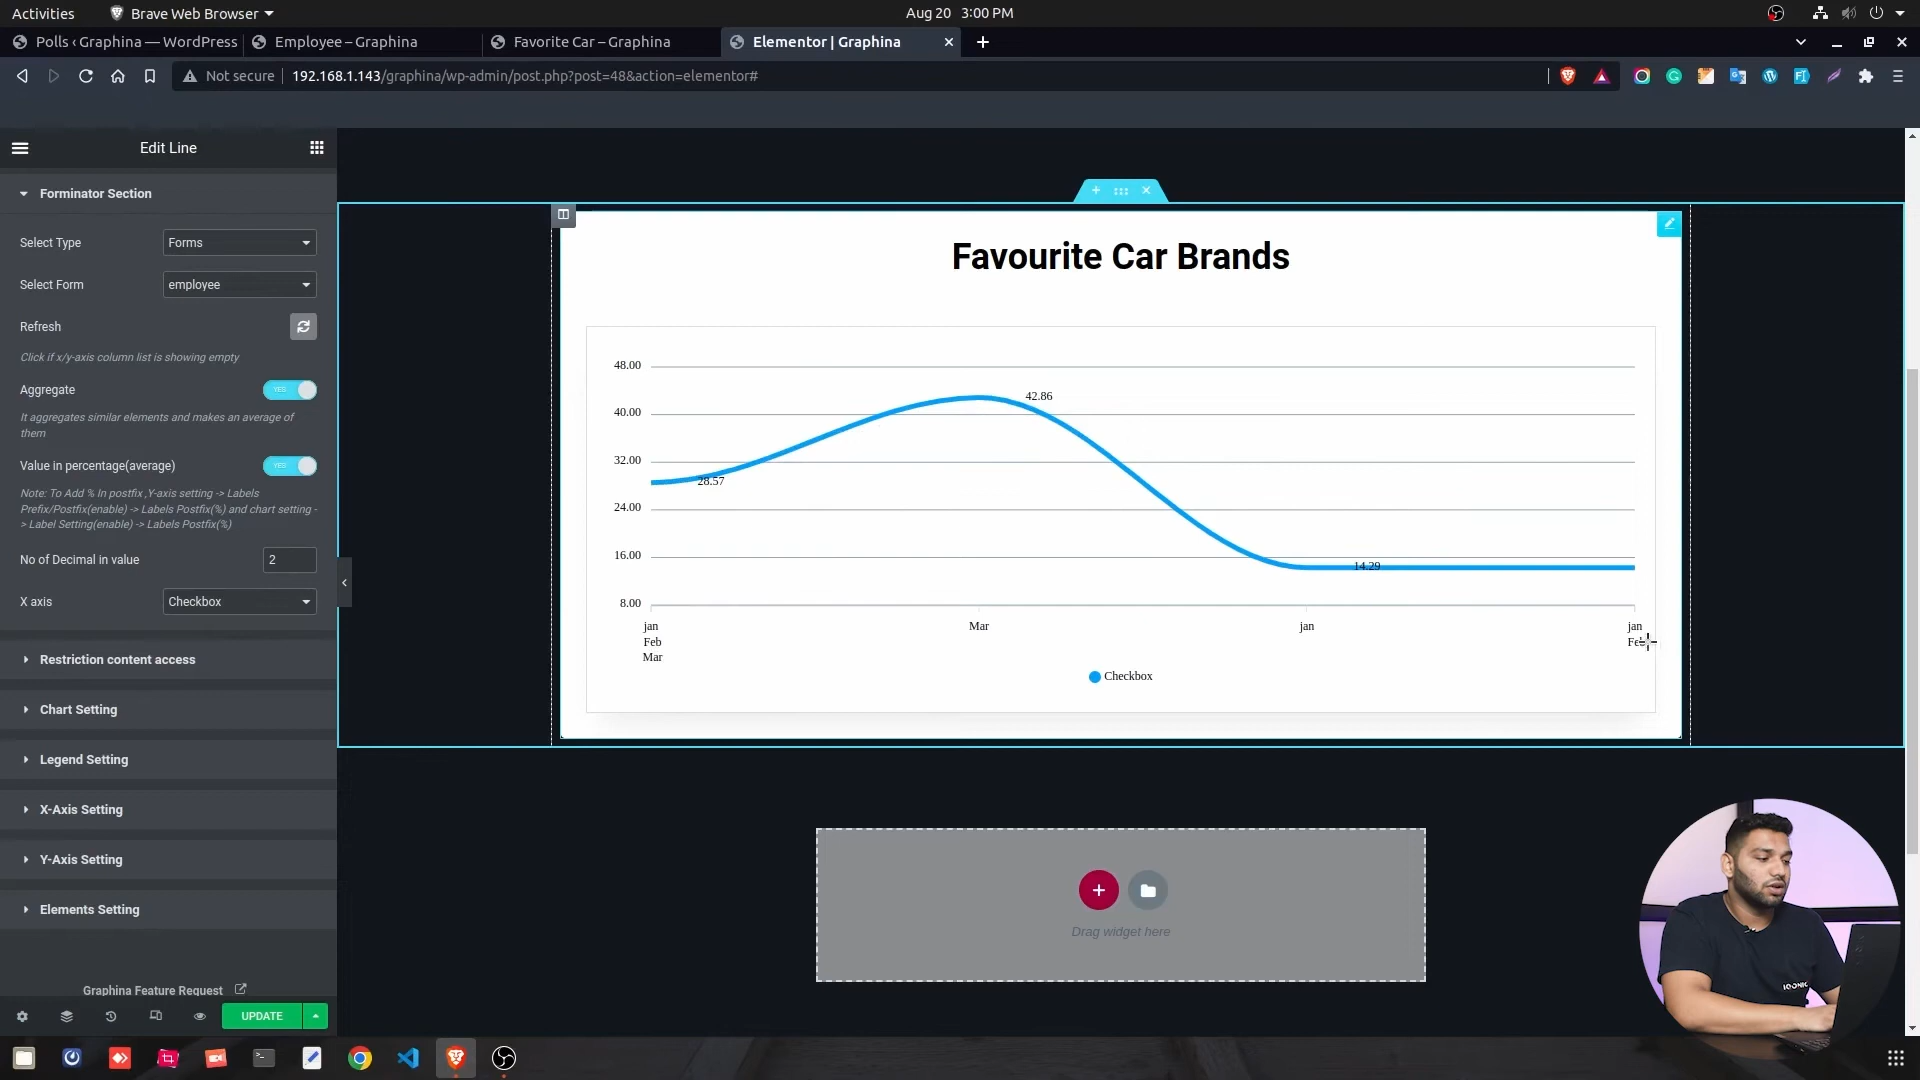 Activities
Brave Web Browser
Aug 20 3:00 PM
Polls ‹ Graphina — WordPress
Employee – Graphina
Favorite Car – Graphina
Elementor | Graphina
Not secure
192.168.1.143/graphina/wp-admin/post.php?post=48&action=elementor#
Edit Line
Forminator Section
Select Type
Forms
Select Form
employee
Refresh
Click if x/y-axis column list is showing empty
Aggregate
YES
It aggregates similar elements and makes an average of
them
Value in percentage(average)
YES
Note: To Add % In postfix ,Y-axis setting -> Labels
Prefix/Postfix(enable) -> Labels Postfix(%) and chart setting -
> Label Setting(enable) -> Labels Postfix(%)
No of Decimal in value
2
X axis
Checkbox
Restriction content access
Chart Setting
Legend Setting
X-Axis Setting
Y-Axis Setting
Elements Setting
Graphina Feature Request
UPDATE
Favourite Car Brands
48.00
40.00
32.00
24.00
16.00
8.00
28.57
42.86
14.29
jan
Feb
Mar
Mar
jan
jan
Checkbox
Drag widget here
IQONIC